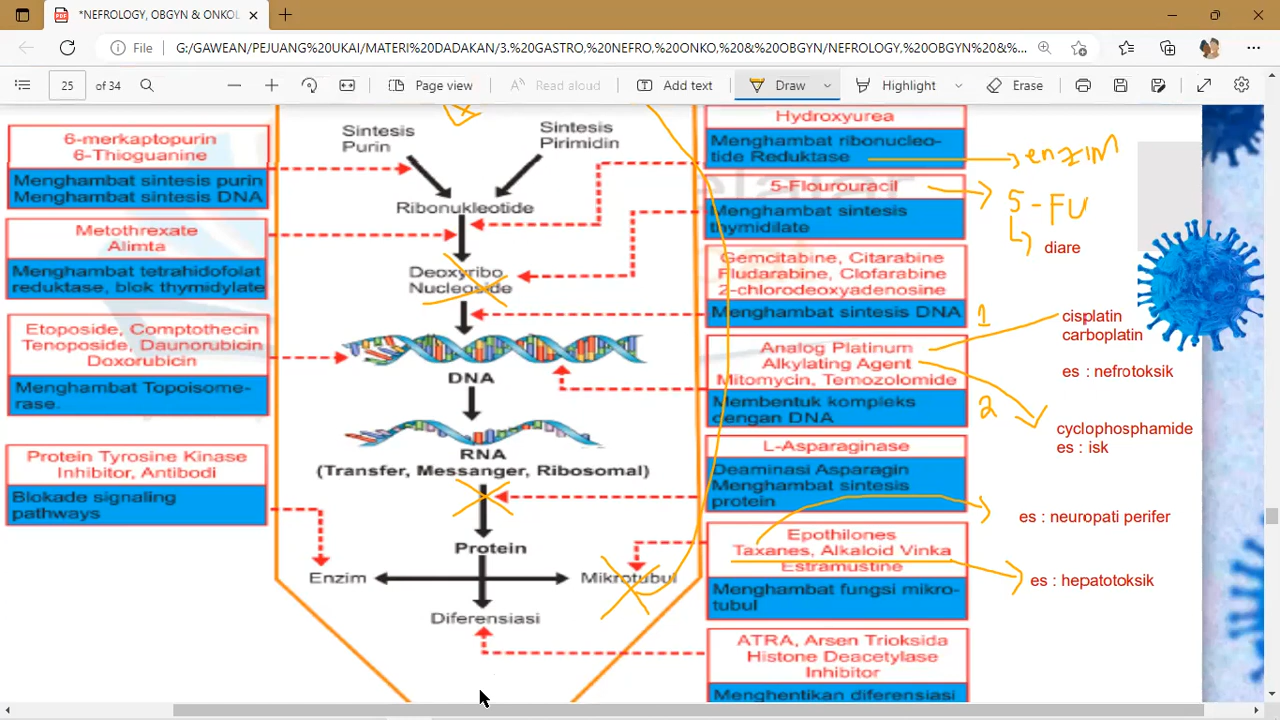 *NEFROLOGY, OBGYN & ONKOL
File
G:/GAWEAN/PEJUANG%20UKAI/MATERI%20DADAKAN/3.%20GASTRO,%20NEFRO,%20ONKO,%20&%20OBGYN/NEFROLOGY,%20OBGYN%20&%...
25 of 34
Page view
Read aloud
Add text
Draw
Highlight
Erase
6-merkaptopurin
6-Thioguanine
Menghambat sintesis purin
Menghambat sintesis DNA
Metothrexate
Alimta
Menghambat tetrahidofolat
reduktase, blok thymidylate
Etoposide, Comptothecin
Tenoposide, Daunorubicin
Doxorubicin
Menghambat Topoisome-
rase.
Protein Tyrosine Kinase
Inhibitor, Antibodi
Blokade signaling
pathways
Sintesis
Purin
Sintesis
Pirimidin
Ribonukleotide
Deoxyribo
Nucleoside
DNA
RNA
(Transfer, Messanger, Ribosomal)
Protein
Enzim
Mikrotubul
Diferensiasi
Hydroxyurea
Menghambat ribonucleo-
tide Reduktase
enzim
5-Flourouracil
5-FU
Menghambat sintesis
thymidilate
diare
Gemcitabine, Citarabine
Fludarabine, Clofarabine
2-chlorodeoxyadenosine
Menghambat sintesis DNA
1
Analog Platinum
Alkylating Agent
Mitomycin, Temozolomide
Membentuk kompleks
dengan DNA
2
cisplatin
carboplatin
es : nefrotoksik
cyclophosphamide
es : isk
L-Asparaginase
Deaminasi Asparagin
Menghambat sintesis
protein
es : neuropati perifer
Epothilones
Taxanes, Alkaloid Vinka
Estramustine
Menghambat fungsi mikro-
tubul
es : hepatotoksik
ATRA, Arsen Trioksida
Histone Deacetylase
Inhibitor
Menghentikan diferensiasi